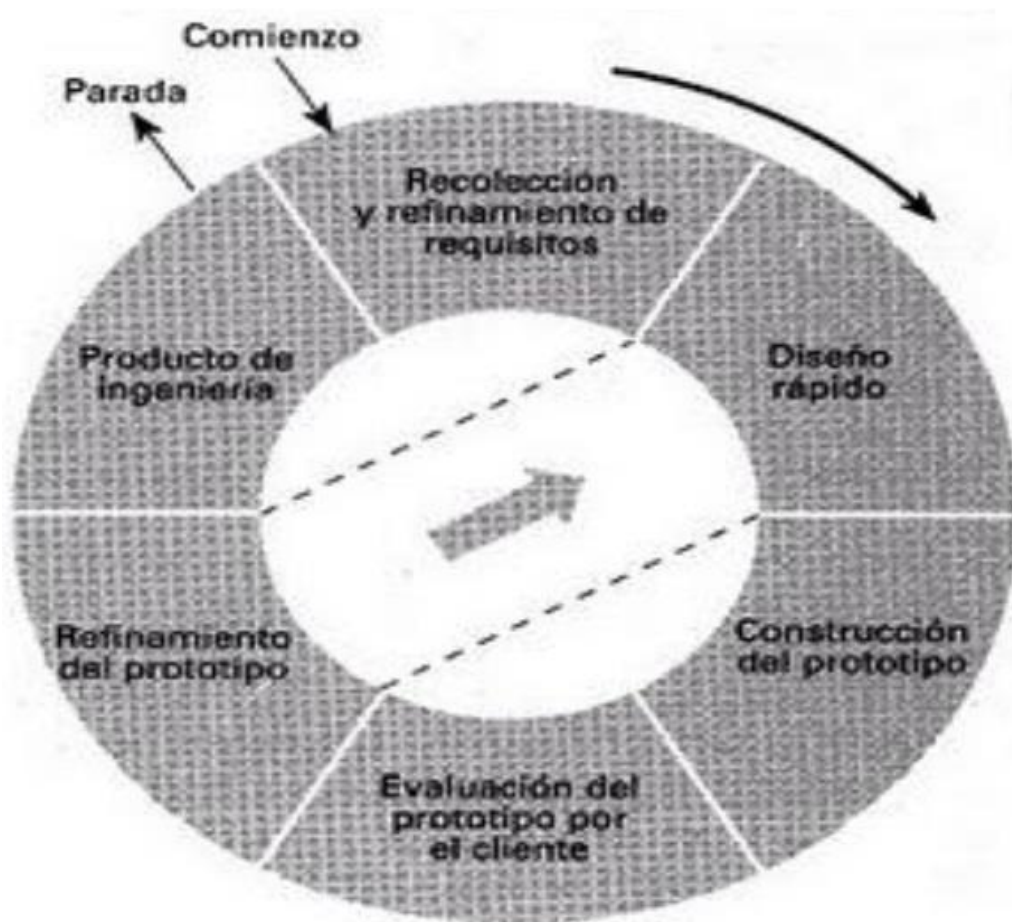 Comienzo
Parada
Recolección
y refinamiento de
requisitos
Diseño
rápido
Construcción
del prototipo
Evaluación del
prototipo por
el cliente
Refinamiento
del prototipo
Producto de
ingeniería